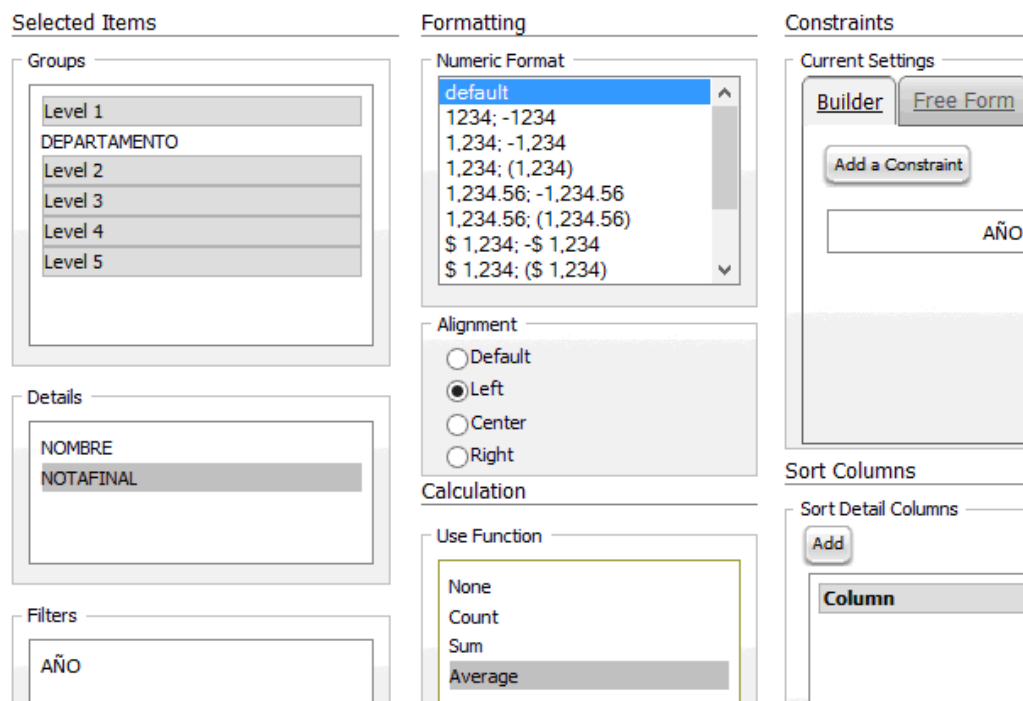 Selected Items
Groups
Level 1
DEPARTAMENTO
Level 2
Level 3
Level 4
Level 5
Details
NOMBRE
NOTAFINAL
Filters
AÑO
Formatting
Numeric Format
default
1234; -1234
1,234; -1,234
1,234; (1,234)
1,234.56; -1,234.56
1,234.56; (1,234.56)
$ 1,234; -$ 1,234
$ 1,234; ($ 1,234)
Alignment
Default
Left
Center
Right
Calculation
Use Function
None
Count
Sum
Average
Constraints
Current Settings
Builder Free Form
Add a Constraint
AÑO
Sort Columns
Sort Detail Columns
Add
Column